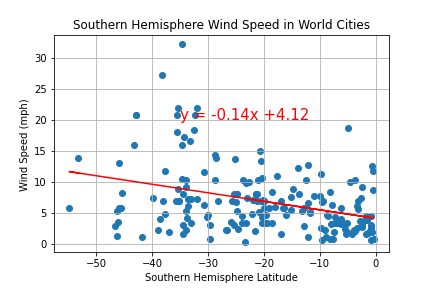 Southern Hemisphere Wind Speed in World Cities
30
25
20
15
10
5
0
Wind Speed (mph)
y = -0.14x +4.12
−50 −40 −30 −20 −10 0
Southern Hemisphere Latitude